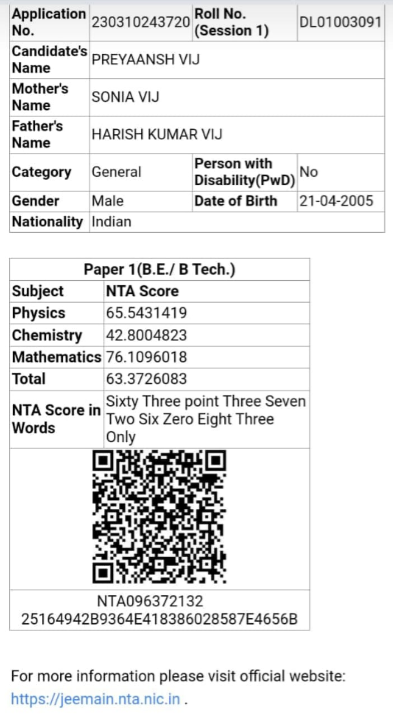 Application No. 230310243720 Roll No. (Session 1) DL01003091
Candidate's Name PREYAANSH VIJ
Mother's Name SONIA VIJ
Father's Name HARISH KUMAR VIJ
Category General Person with Disability(PwD) No
Gender Male Date of Birth 21-04-2005
Nationality Indian
Paper 1(B.E./ B Tech.)
Subject NTA Score
Physics 65.5431419
Chemistry 42.8004823
Mathematics 76.1096018
Total 63.3726083
NTA Score in Words Sixty Three point Three Seven
Two Six Zero Eight Three
Only
NTA096372132
25164942B9364E418386028587E4656B
For more information please visit official website:
https://jeemain.nta.nic.in .